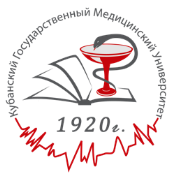 Кубанский Государственный Медицинский Университет
1920г.